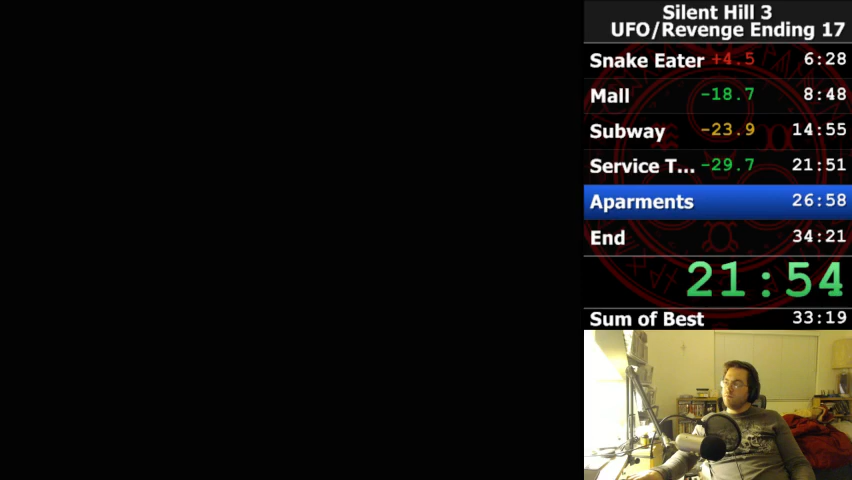 Silent Hill 3
UFO/Revenge Ending 17
Snake Eater +4.5 6:28
Mall -18.7 8:48
Subway -23.9 14:55
Service T... -29.7 21:51
Aparments 26:58
End 34:21
21:54
Sum of Best 33:19